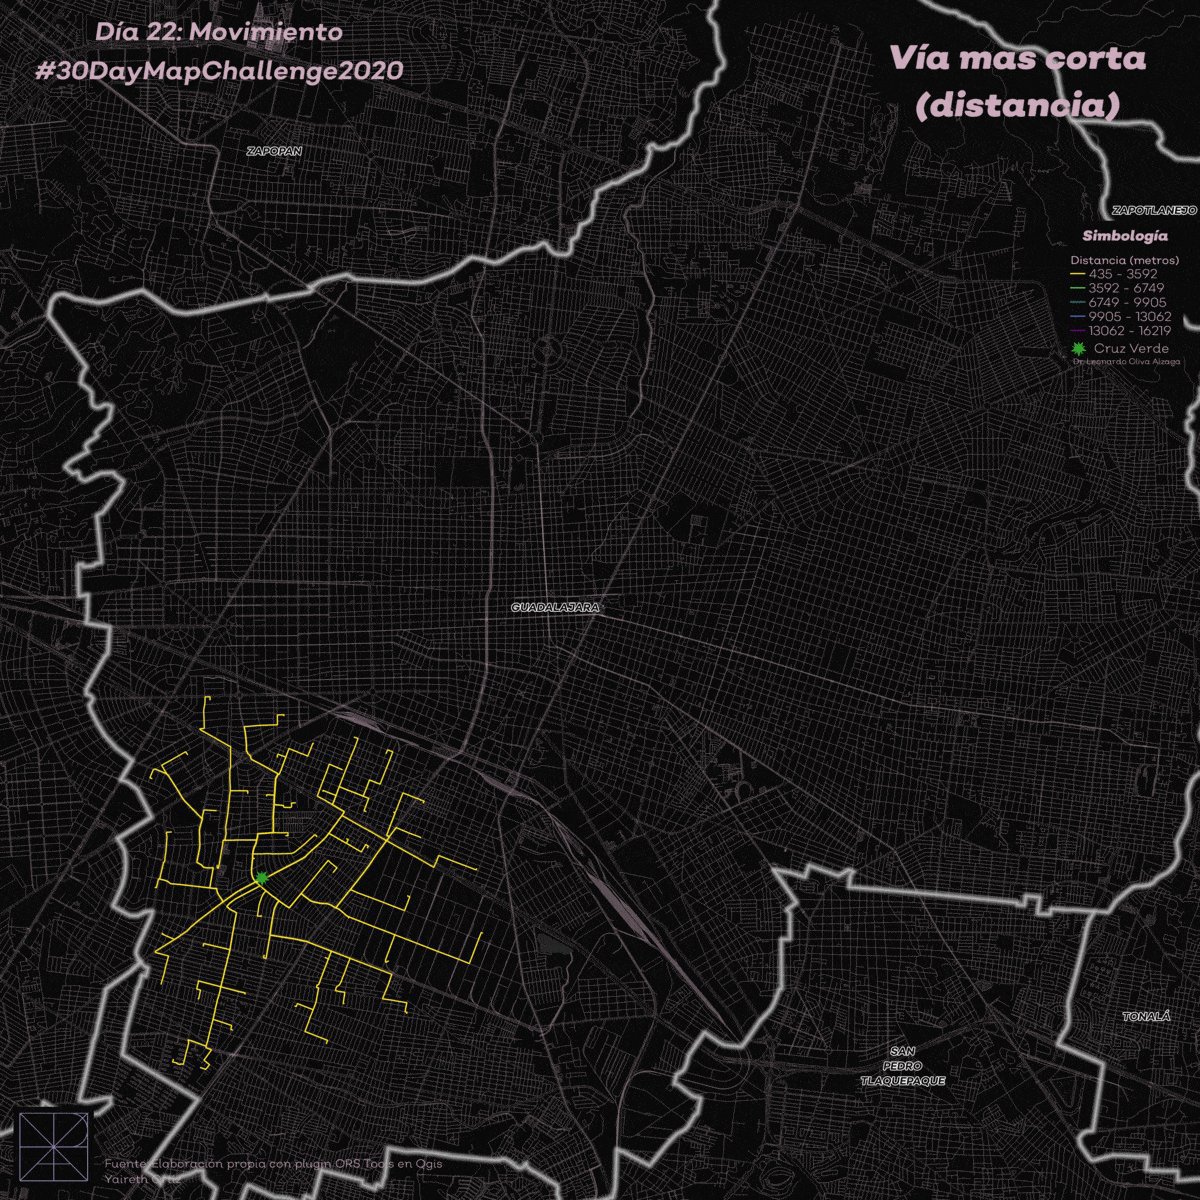 Día 22: Movimiento
#30DayMapChallenge2020
Vía mas corta
(distancia)
ZAPOPAN
ZAPOTLANEJO
Simbología
Distancia (metros)
435 - 3592
3592 - 6749
6749 - 9905
9905 - 13062
13062 - 16219
Cruz Verde
Dr. Leonardo Oliva Alzaga
GUADALAJARA
TONALÁ
SAN
PEDRO
TLAQUEPAQUE
Fuente: Elaboración propia con plugin ORS Tools en Qgis
Yaireth Ortiz